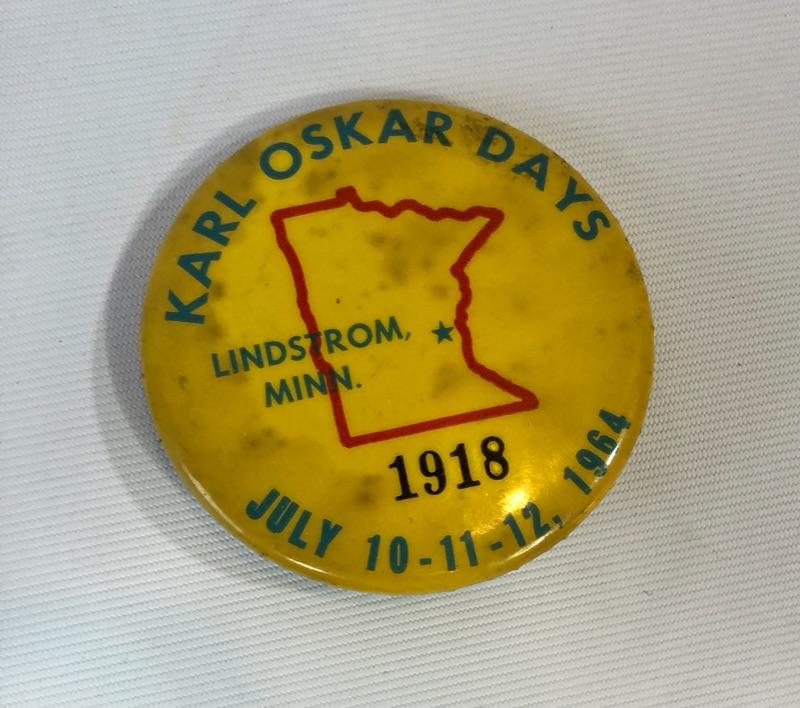 KARL OSKAR DAYS
LINDSTROM,
MINN.
1918
JULY 10-11-12, 1964